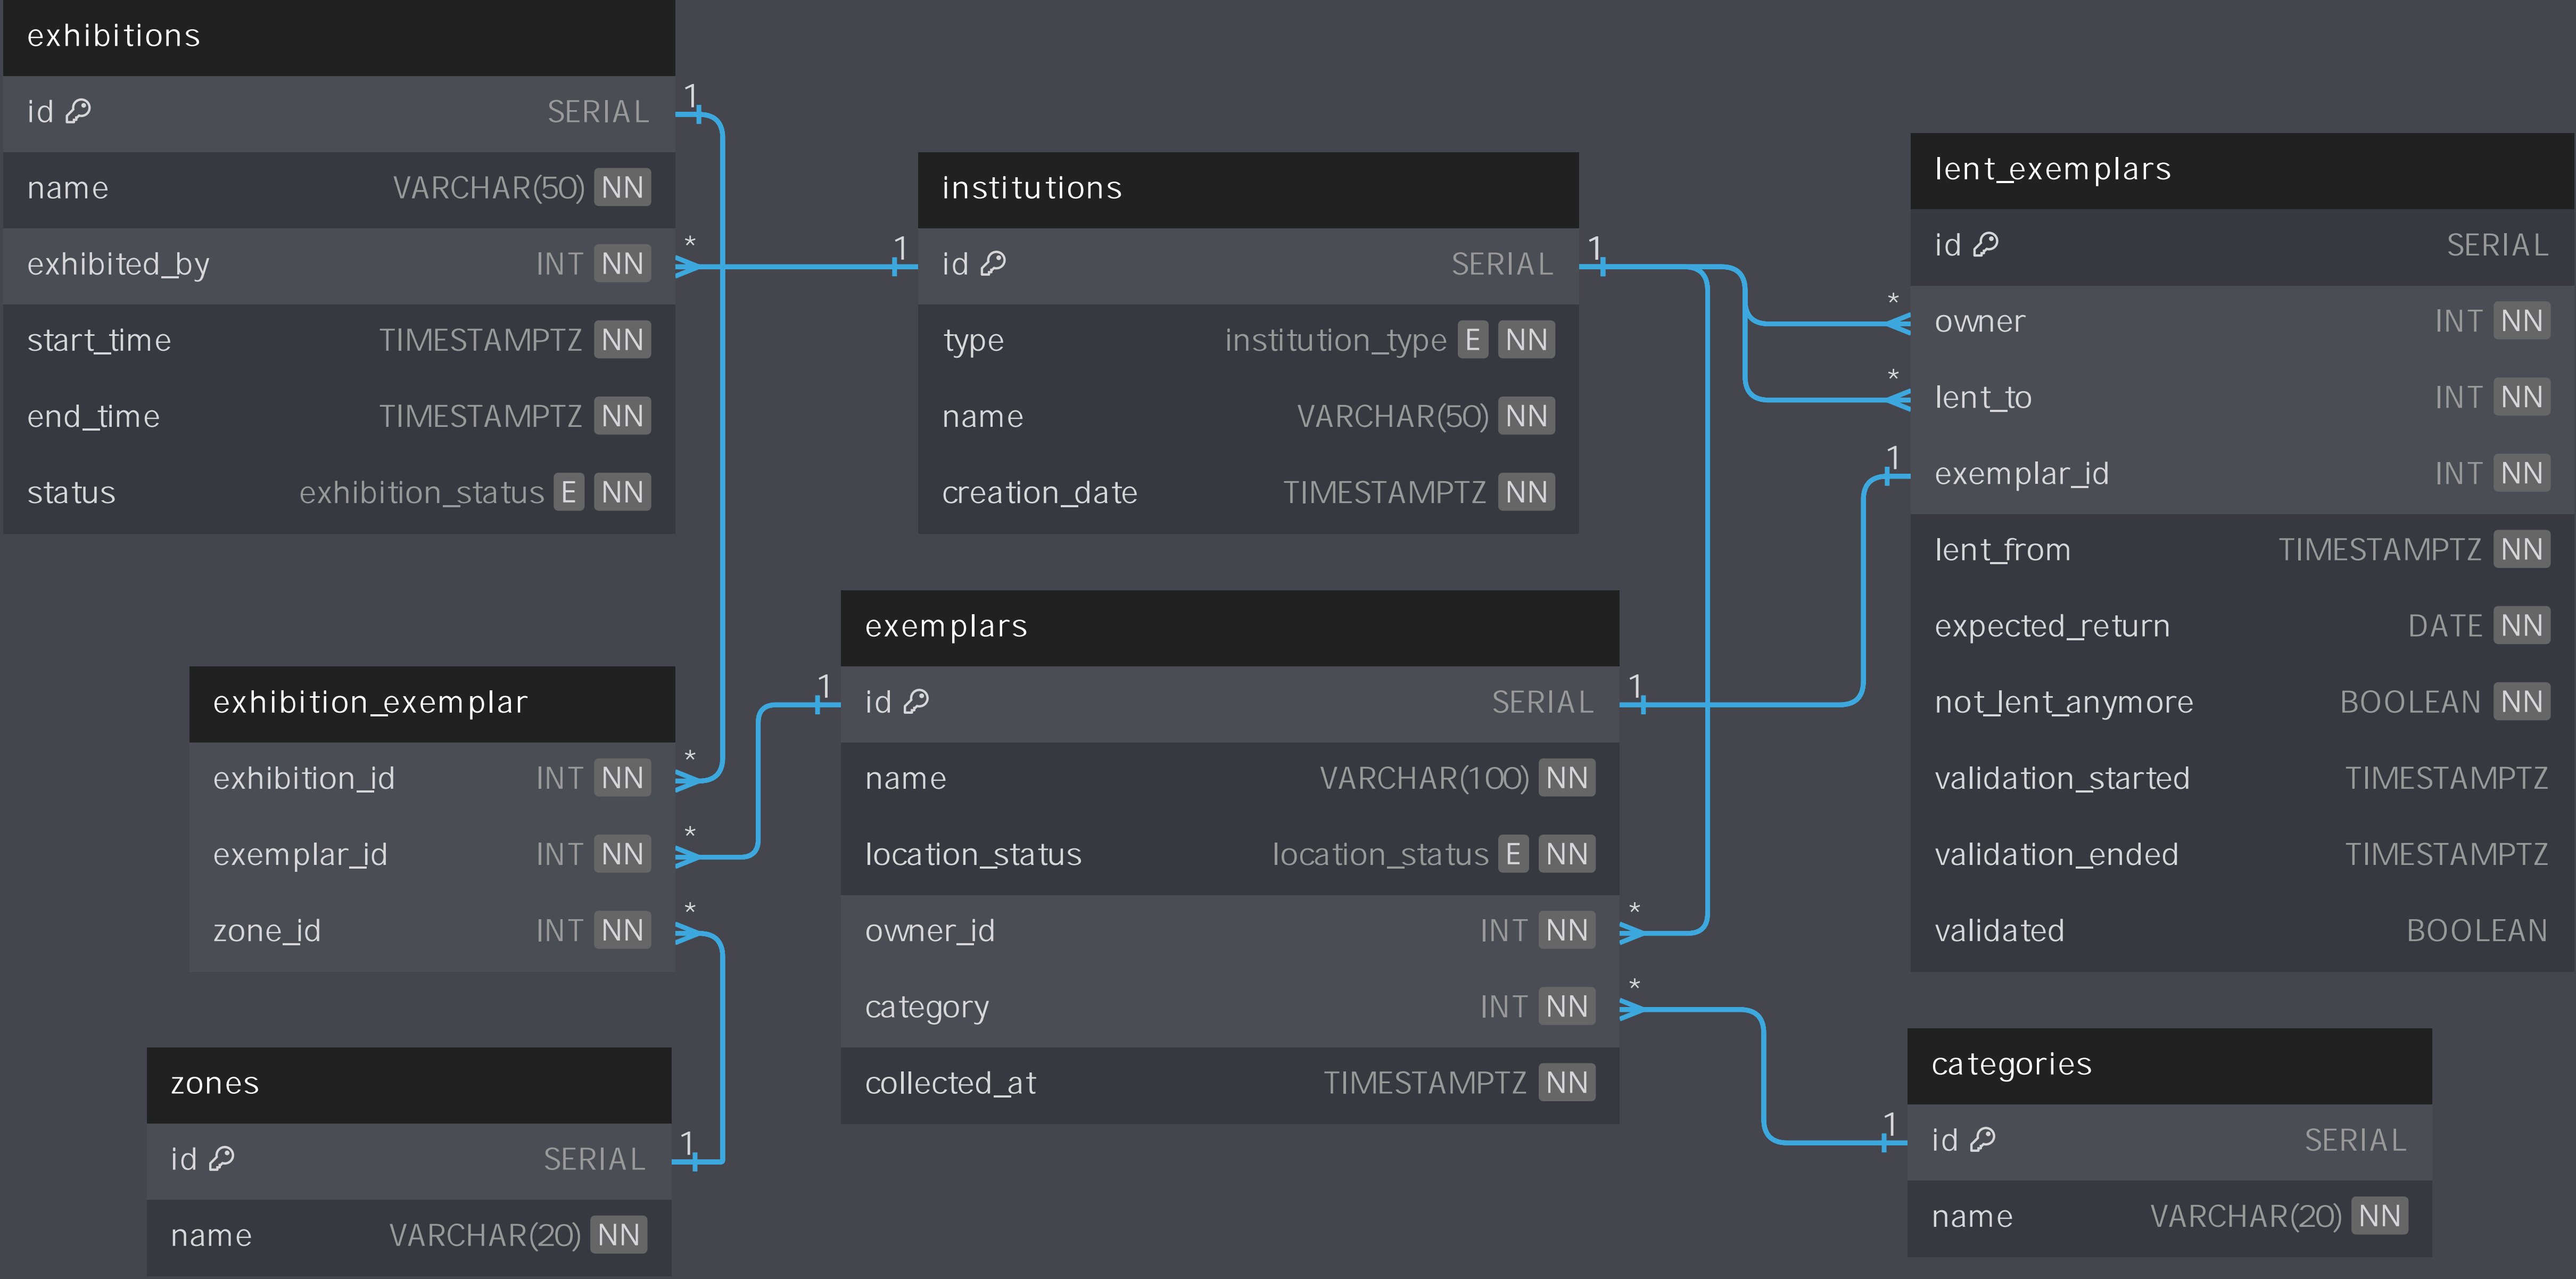 exhibitions
id SERIAL
name VARCHAR(50) NN
exhibited_by INT NN
start_time TIMESTAMPTZ NN
end_time TIMESTAMPTZ NN
status exhibition_status E NN
1
*
institutions
id SERIAL
type institution_type E NN
name VARCHAR(50) NN
creation_date TIMESTAMPTZ NN
1
1
lent_exemplars
id SERIAL
owner INT NN
lent_to INT NN
exemplar_id INT NN
lent_from TIMESTAMPTZ NN
expected_return DATE NN
not_lent_anymore BOOLEAN NN
validation_started TIMESTAMPTZ
validation_ended TIMESTAMPTZ
validated BOOLEAN
*
*
1
exhibition_exemplar
exhibition_id INT NN
exemplar_id INT NN
zone_id INT NN
*
*
*
exemplars
id SERIAL
name VARCHAR(100) NN
location_status location_status E NN
owner_id INT NN
category INT NN
collected_at TIMESTAMPTZ NN
1
1
*
*
zones
id SERIAL
name VARCHAR(20) NN
1
categories
id SERIAL
name VARCHAR(20) NN
1